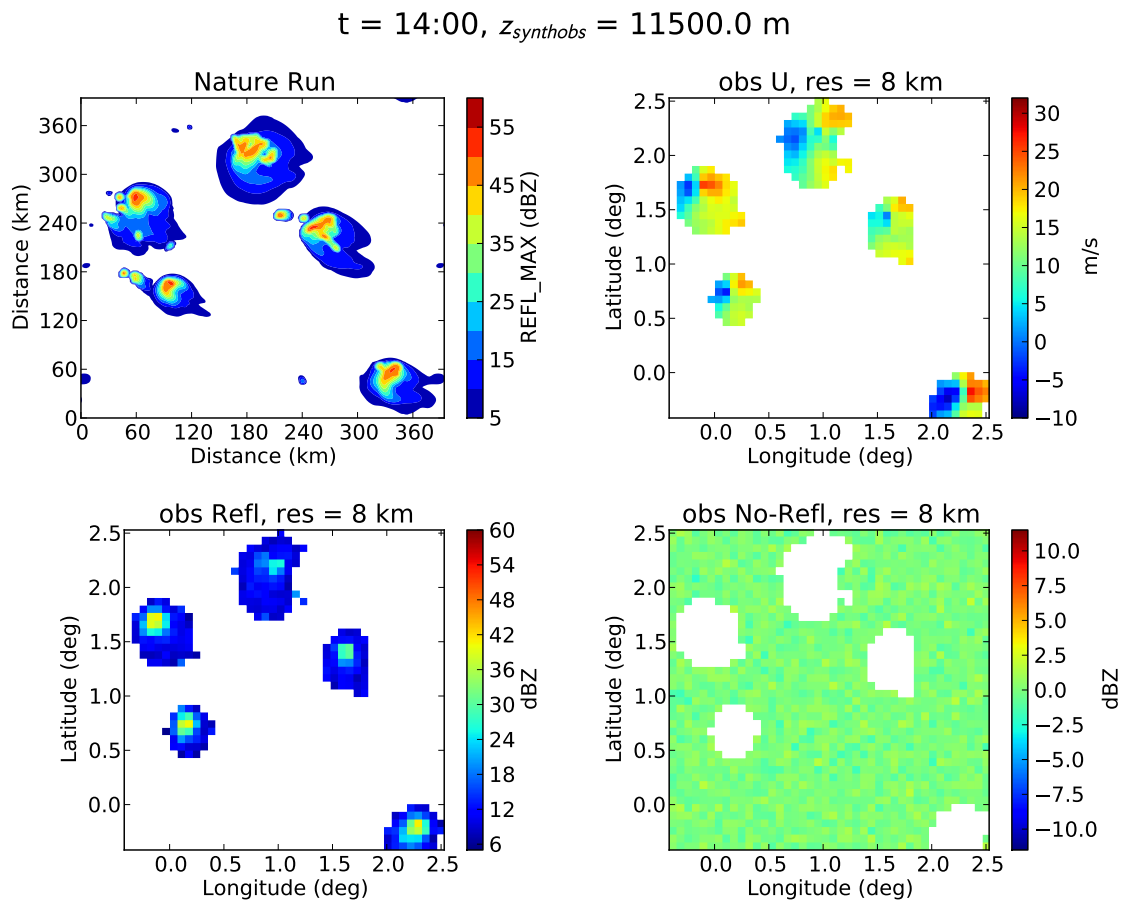 t = 14:00, z_synthobs = 11500.0 m
Nature Run
360
300
240
180
120
60
0
0 60 120 180 240 300 360
Distance (km)
Distance (km)
55
45
35
25
15
5
REFL_MAX (dBZ)
obs U, res = 8 km
2.5
2.0
1.5
1.0
0.5
0.0
0.0 0.5 1.0 1.5 2.0 2.5
Longitude (deg)
Latitude (deg)
30
25
20
15
10
5
0
−5
−10
m/s
obs Refl, res = 8 km
2.5
2.0
1.5
1.0
0.5
0.0
0.0 0.5 1.0 1.5 2.0 2.5
Longitude (deg)
Latitude (deg)
60
54
48
42
36
30
24
18
12
6
dBZ
obs No-Refl, res = 8 km
2.5
2.0
1.5
1.0
0.5
0.0
0.0 0.5 1.0 1.5 2.0 2.5
Longitude (deg)
Latitude (deg)
10.0
7.5
5.0
2.5
0.0
−2.5
−5.0
−7.5
−10.0
dBZ